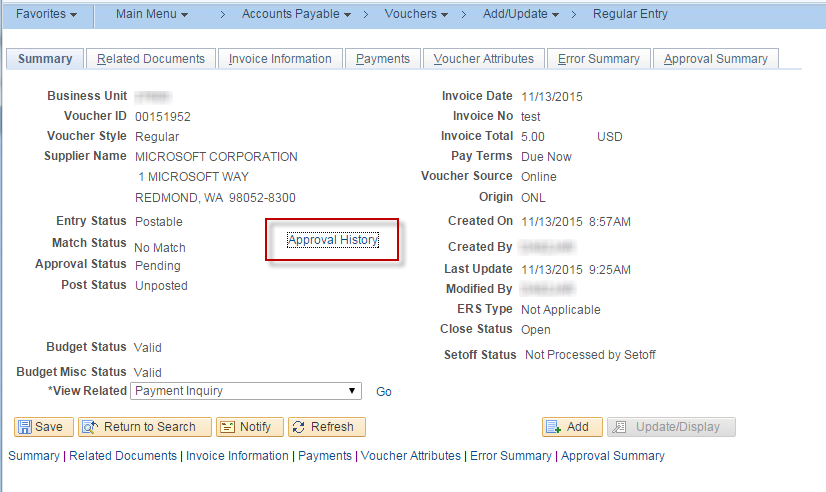 Favorites Main Menu > Accounts Payable > Vouchers > Add/Update > Regular Entry
Summary Related Documents Invoice Information Payments Voucher Attributes Error Summary Approval Summary
Business Unit
Voucher ID 00151952
Voucher Style Regular
Supplier Name MICROSOFT CORPORATION
1 MICROSOFT WAY
REDMOND, WA 98052-8300
Entry Status Postable
Match Status No Match
Approval Status Pending
Post Status Unposted
Approval History
Budget Status Valid
Budget Misc Status Valid
*View Related Payment Inquiry Go
Invoice Date 11/13/2015
Invoice No test
Invoice Total 5.00 USD
Pay Terms Due Now
Voucher Source Online
Origin ONL
Created On 11/13/2015 8:57AM
Created By
Last Update 11/13/2015 9:25AM
Modified By
ERS Type Not Applicable
Close Status Open
Setoff Status Not Processed by Setoff
Save Return to Search Notify Refresh Add Update/Display
Summary | Related Documents | Invoice Information | Payments | Voucher Attributes | Error Summary | Approval Summary